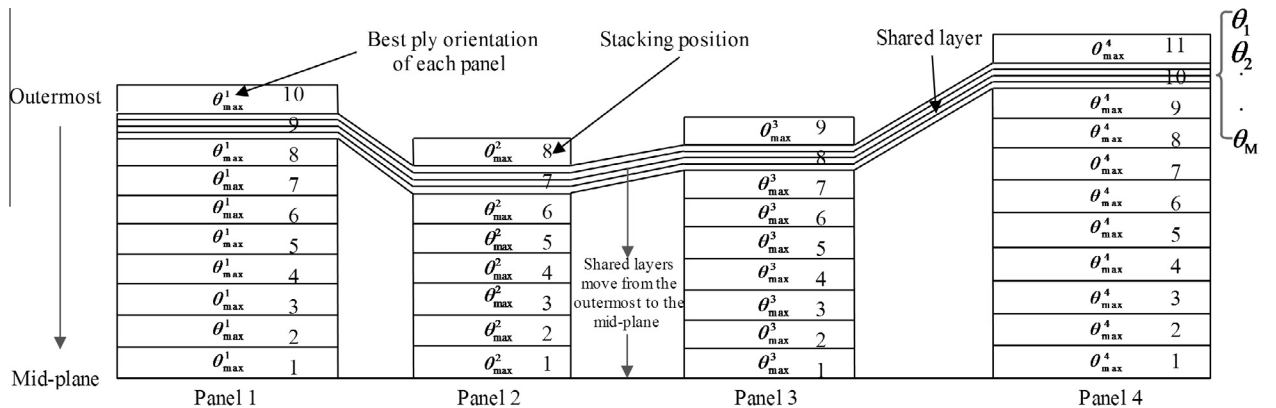 Best ply orientation
of each panel
Stacking position
Shared layer
θ₁
θ₂
.
.
θ_M
Outermost
Mid-plane
θ¹max 10
9
θ¹max 8
θ¹max 7
θ¹max 6
θ¹max 5
θ¹max 4
θ¹max 3
θ¹max 2
θ¹max 1
Panel 1
θ²max 8
7
θ²max 6
θ²max 5
θ²max 4
θ²max 3
θ²max 2
θ²max 1
Panel 2
Shared layers
move from the
outermost to the
mid-plane
θ³max 9
8
θ³max 7
θ³max 6
θ³max 5
θ³max 4
θ³max 3
θ³max 2
θ³max 1
Panel 3
θ⁴max 11
10
θ⁴max 9
θ⁴max 8
θ⁴max 7
θ⁴max 6
θ⁴max 5
θ⁴max 4
θ⁴max 3
θ⁴max 2
θ⁴max 1
Panel 4